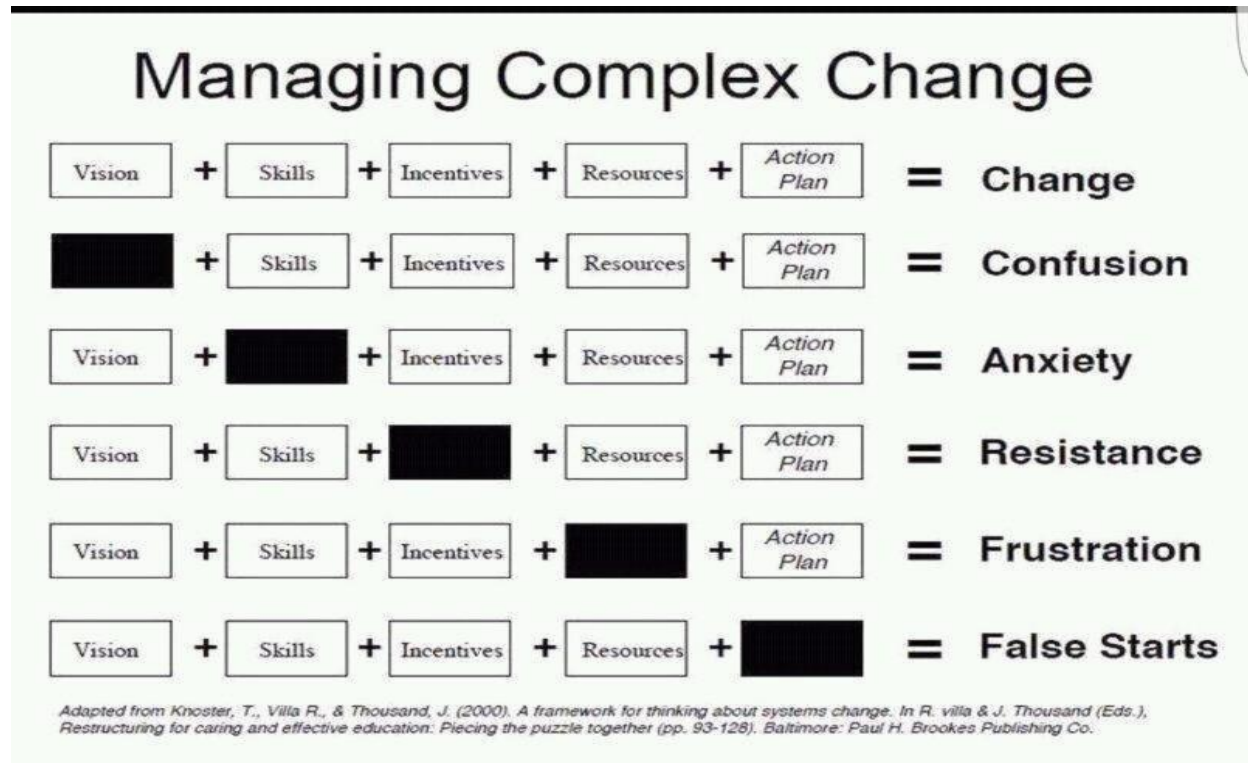 Managing Complex Change
Vision + Skills + Incentives + Resources + Action Plan = Change
+ Skills + Incentives + Resources + Action Plan = Confusion
Vision + + Incentives + Resources + Action Plan = Anxiety
Vision + Skills + + Resources + Action Plan = Resistance
Vision + Skills + Incentives + + Action Plan = Frustration
Vision + Skills + Incentives + Resources + = False Starts
Adapted from Knoster, T., Villa R., & Thousand, J. (2000). A framework for thinking about systems change. In R. villa & J. Thousand (Eds.),
Restructuring for caring and effective education: Piecing the puzzle together (pp. 93-128). Baltimore: Paul H. Brookes Publishing Co.